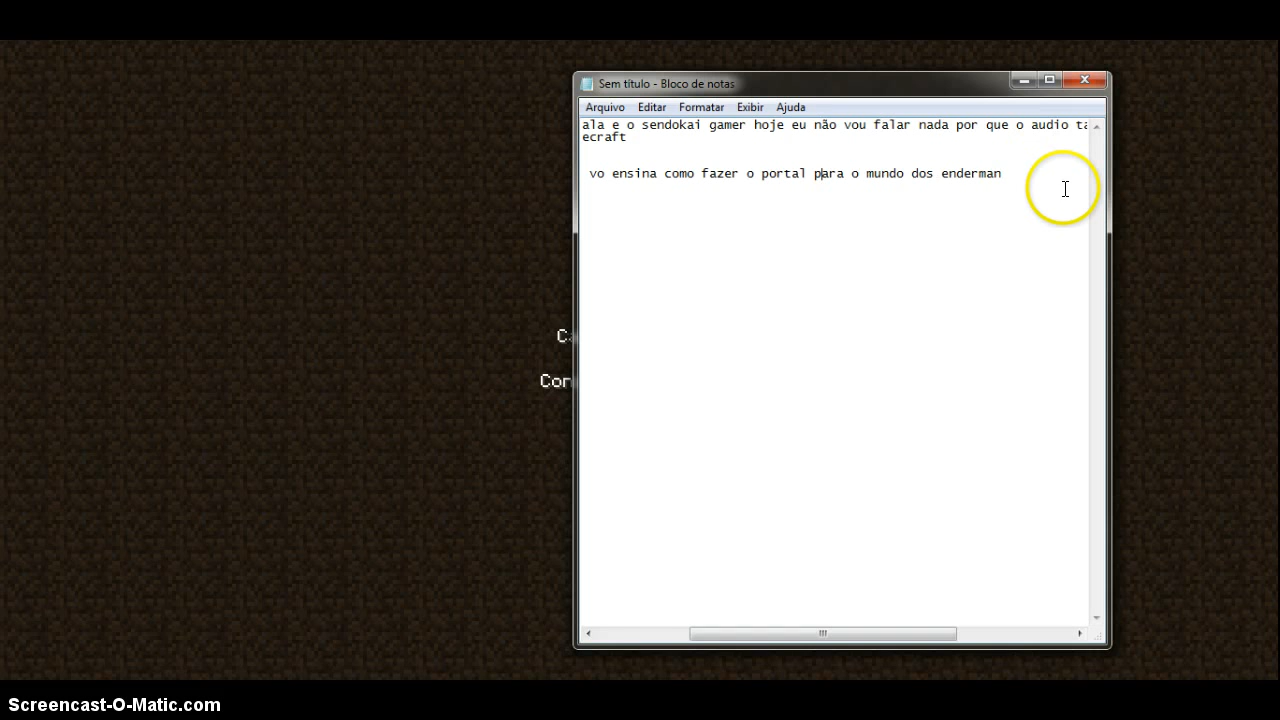 Sem título - Bloco de notas
Arquivo Editar Formatar Exibir Ajuda
ala e o sendokai gamer hoje eu não vou falar nada por que o audio ta
ecraft
vo ensina como fazer o portal para o mundo dos enderman
Screencast-O-Matic.com